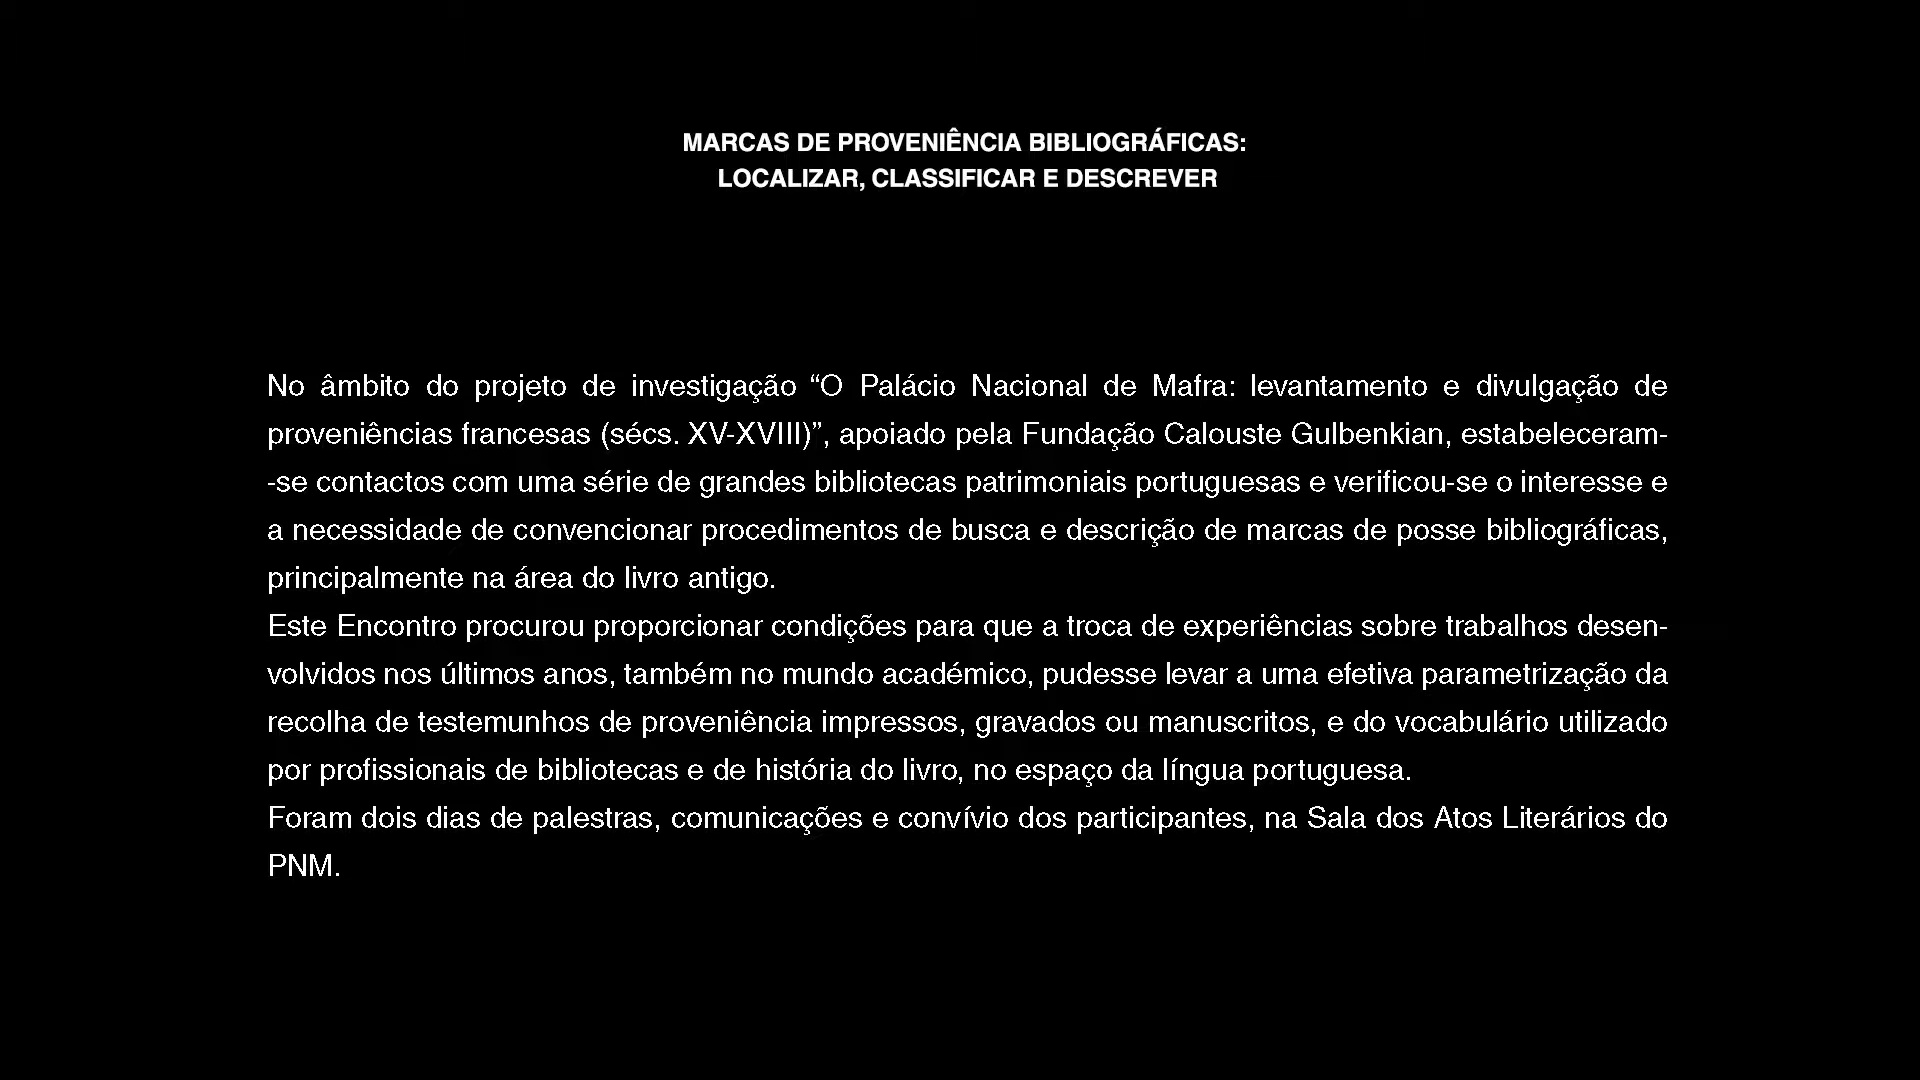 MARCAS DE PROVENIÊNCIA BIBLIOGRÁFICAS:
LOCALIZAR, CLASSIFICAR E DESCREVER
No âmbito do projeto de investigação “O Palácio Nacional de Mafra: levantamento e divulgação de
proveniências francesas (sécs. XV-XVIII)”, apoiado pela Fundação Calouste Gulbenkian, estabeleceram-
-se contactos com uma série de grandes bibliotecas patrimoniais portuguesas e verificou-se o interesse e
a necessidade de convencionar procedimentos de busca e descrição de marcas de posse bibliográficas,
principalmente na área do livro antigo.
Este Encontro procurou proporcionar condições para que a troca de experiências sobre trabalhos desen-
volvidos nos últimos anos, também no mundo académico, pudesse levar a uma efetiva parametrização da
recolha de testemunhos de proveniência impressos, gravados ou manuscritos, e do vocabulário utilizado
por profissionais de bibliotecas e de história do livro, no espaço da língua portuguesa.
Foram dois dias de palestras, comunicações e convívio dos participantes, na Sala dos Atos Literários do
PNM.